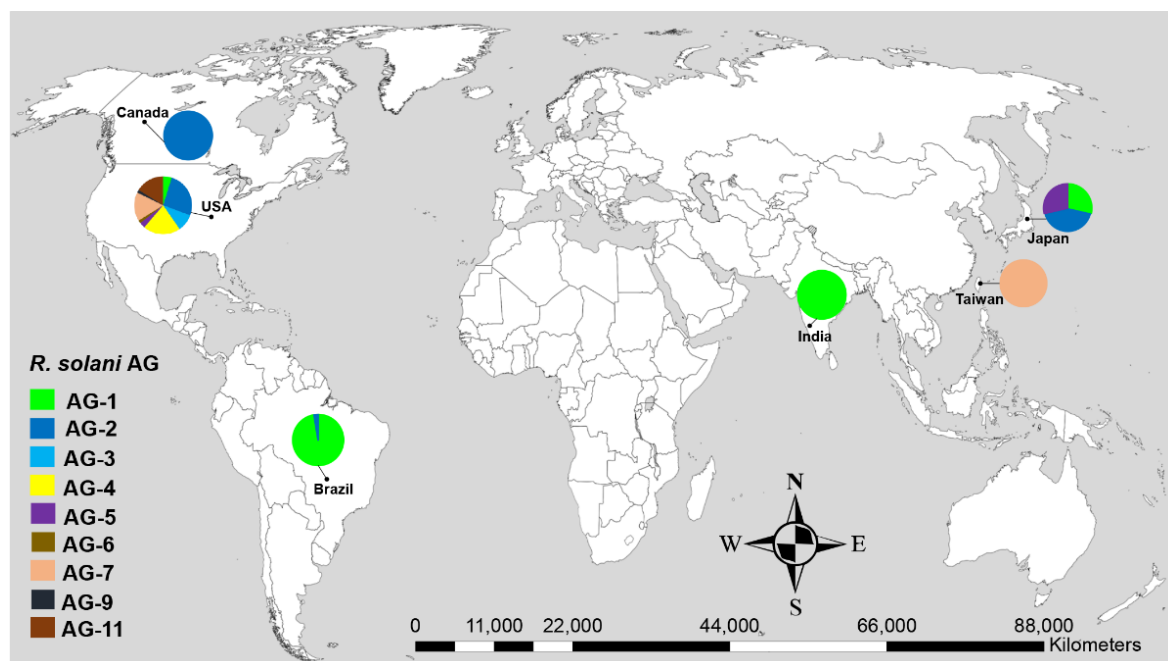 Canada
USA
Japan
Taiwan
India
Brazil
R. solani AG
AG-1
AG-2
AG-3
AG-4
AG-5
AG-6
AG-7
AG-9
AG-11
N
W E
S
0 11,000 22,000 44,000 66,000 88,000
Kilometers